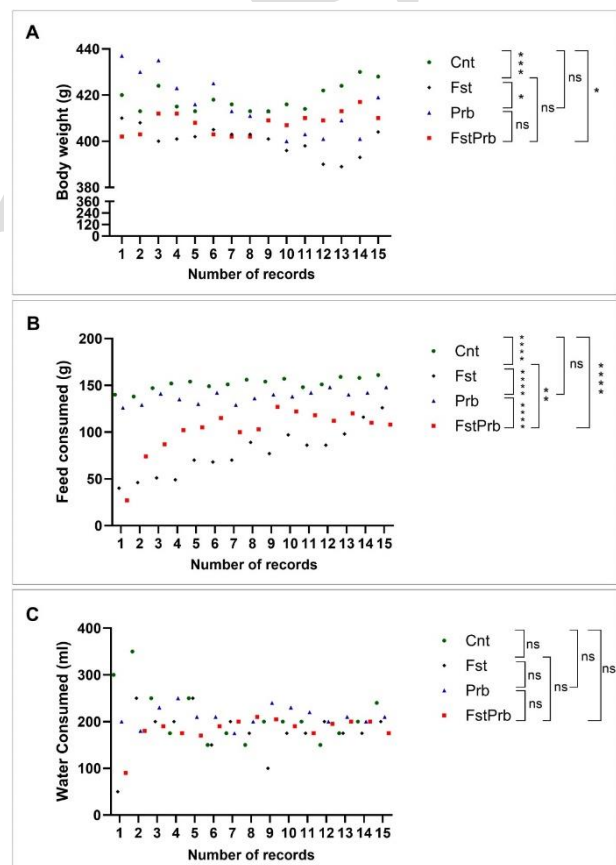 A
Body weight (g)
440
420
400
380
360
240
120
0
1 2 3 4 5 6 7 8 9 10 11 12 13 14 15
Number of records
Cnt
Fst
Prb
FstPrb
***
*
ns
ns
ns
*
B
Feed consumed (g)
200
150
100
50
0
1 2 3 4 5 6 7 8 9 10 11 12 13 14 15
Number of records
Cnt
Fst
Prb
FstPrb
****
****
****
**
ns
****
C
Water Consumed (ml)
400
300
200
100
0
1 2 3 4 5 6 7 8 9 10 11 12 13 14 15
Number of records
Cnt
Fst
Prb
FstPrb
ns
ns
ns
ns
ns
ns